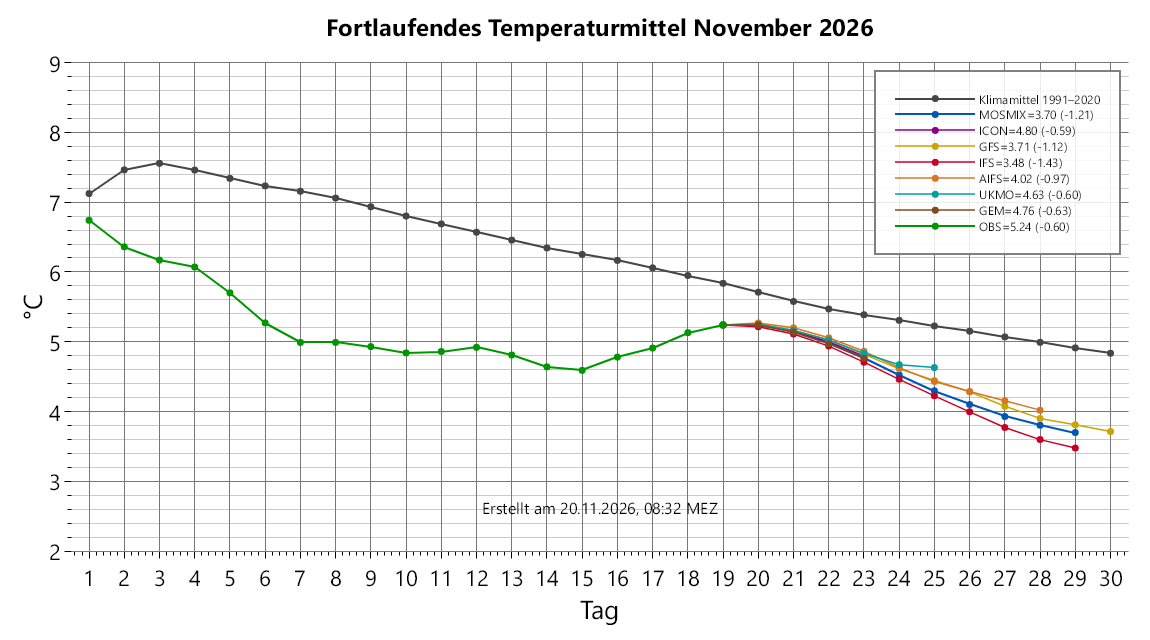 Fortlaufendes Temperaturmittel November 2026
9
8
7
6
5
4
3
2
°C
Klimamittel 1991–2020
MOSMIX=3.70 (-1.21)
ICON=4.80 (-0.59)
GFS=3.71 (-1.12)
IFS=3.48 (-1.43)
AIFS=4.02 (-0.97)
UKMO=4.63 (-0.60)
GEM=4.76 (-0.63)
OBS=5.24 (-0.60)
Erstellt am 20.11.2026, 08:32 MEZ
1 2 3 4 5 6 7 8 9 10 11 12 13 14 15 16 17 18 19 20 21 22 23 24 25 26 27 28 29 30
Tag